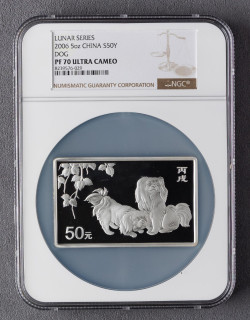 LUNAR SERIES
2006 5oz CHINA S50Y
DOG
PF 70 ULTRA CAMEO
NUMISMATIC GUARANTY CORPORATION
NGC
丙戌
50元